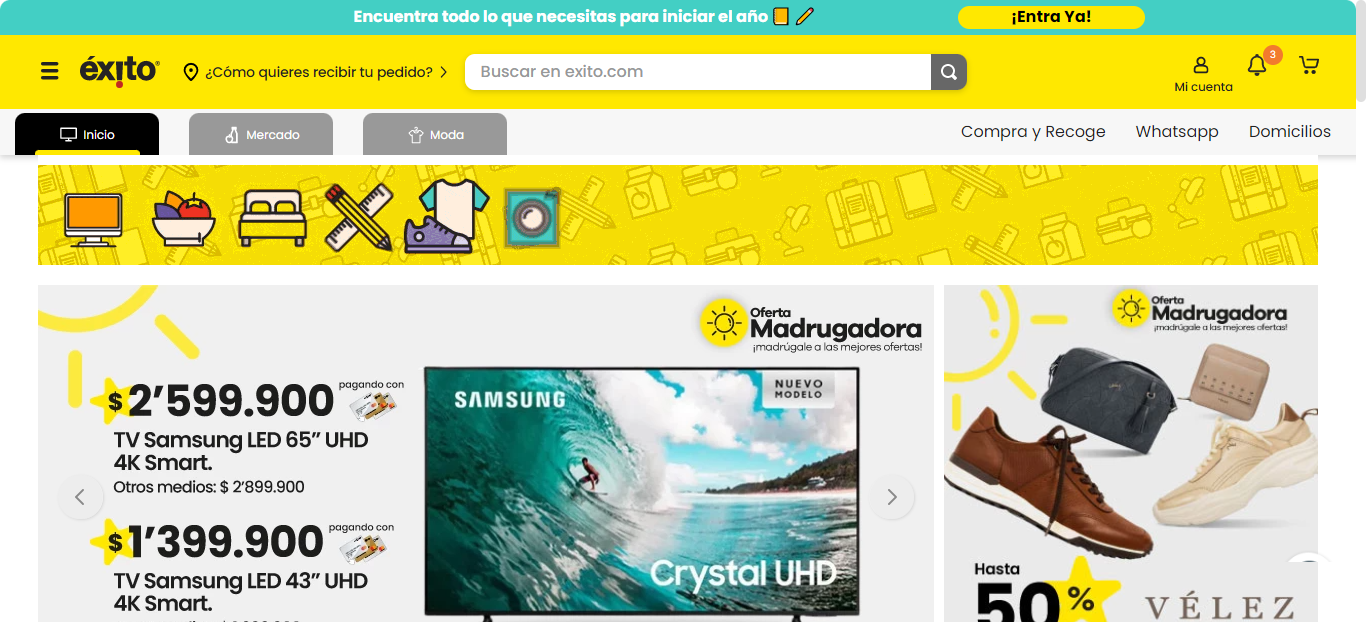 Encuentra todo lo que necesitas para iniciar el año
¡Entra Ya!
éxito
¿Cómo quieres recibir tu pedido?
Buscar en exito.com
Mi cuenta
3
Inicio
Mercado
Moda
Compra y Recoge
Whatsapp
Domicilios
Oferta
Madrugadora
¡madrúgale a las mejores ofertas!
$2’599.900
pagando con
TV Samsung LED 65” UHD
4K Smart.
Otros medios: $ 2’899.900
$1’399.900
pagando con
TV Samsung LED 43” UHD
4K Smart.
SAMSUNG
NUEVO
MODELO
Crystal UHD
Oferta
Madrugadora
¡madrúgale a las mejores ofertas!
Hasta
50%
VÉLEZ